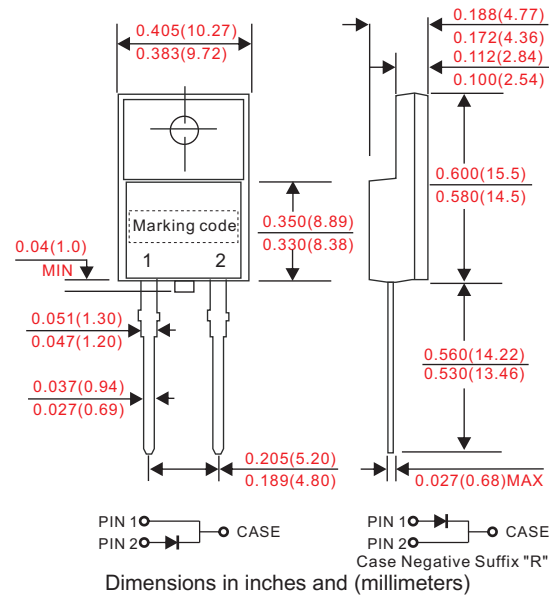 0.405(10.27)
0.383(9.72)
0.188(4.77)
0.172(4.36)
0.112(2.84)
0.100(2.54)
0.600(15.5)
0.580(14.5)
Marking code
0.350(8.89)
0.330(8.38)
1 2
0.04(1.0)
MIN
0.051(1.30)
0.047(1.20)
0.560(14.22)
0.530(13.46)
0.037(0.94)
0.027(0.69)
0.205(5.20)
0.189(4.80)
0.027(0.68)MAX
PIN 1
PIN 2
CASE
PIN 1
PIN 2
CASE
Case Negative Suffix "R"
Dimensions in inches and (millimeters)